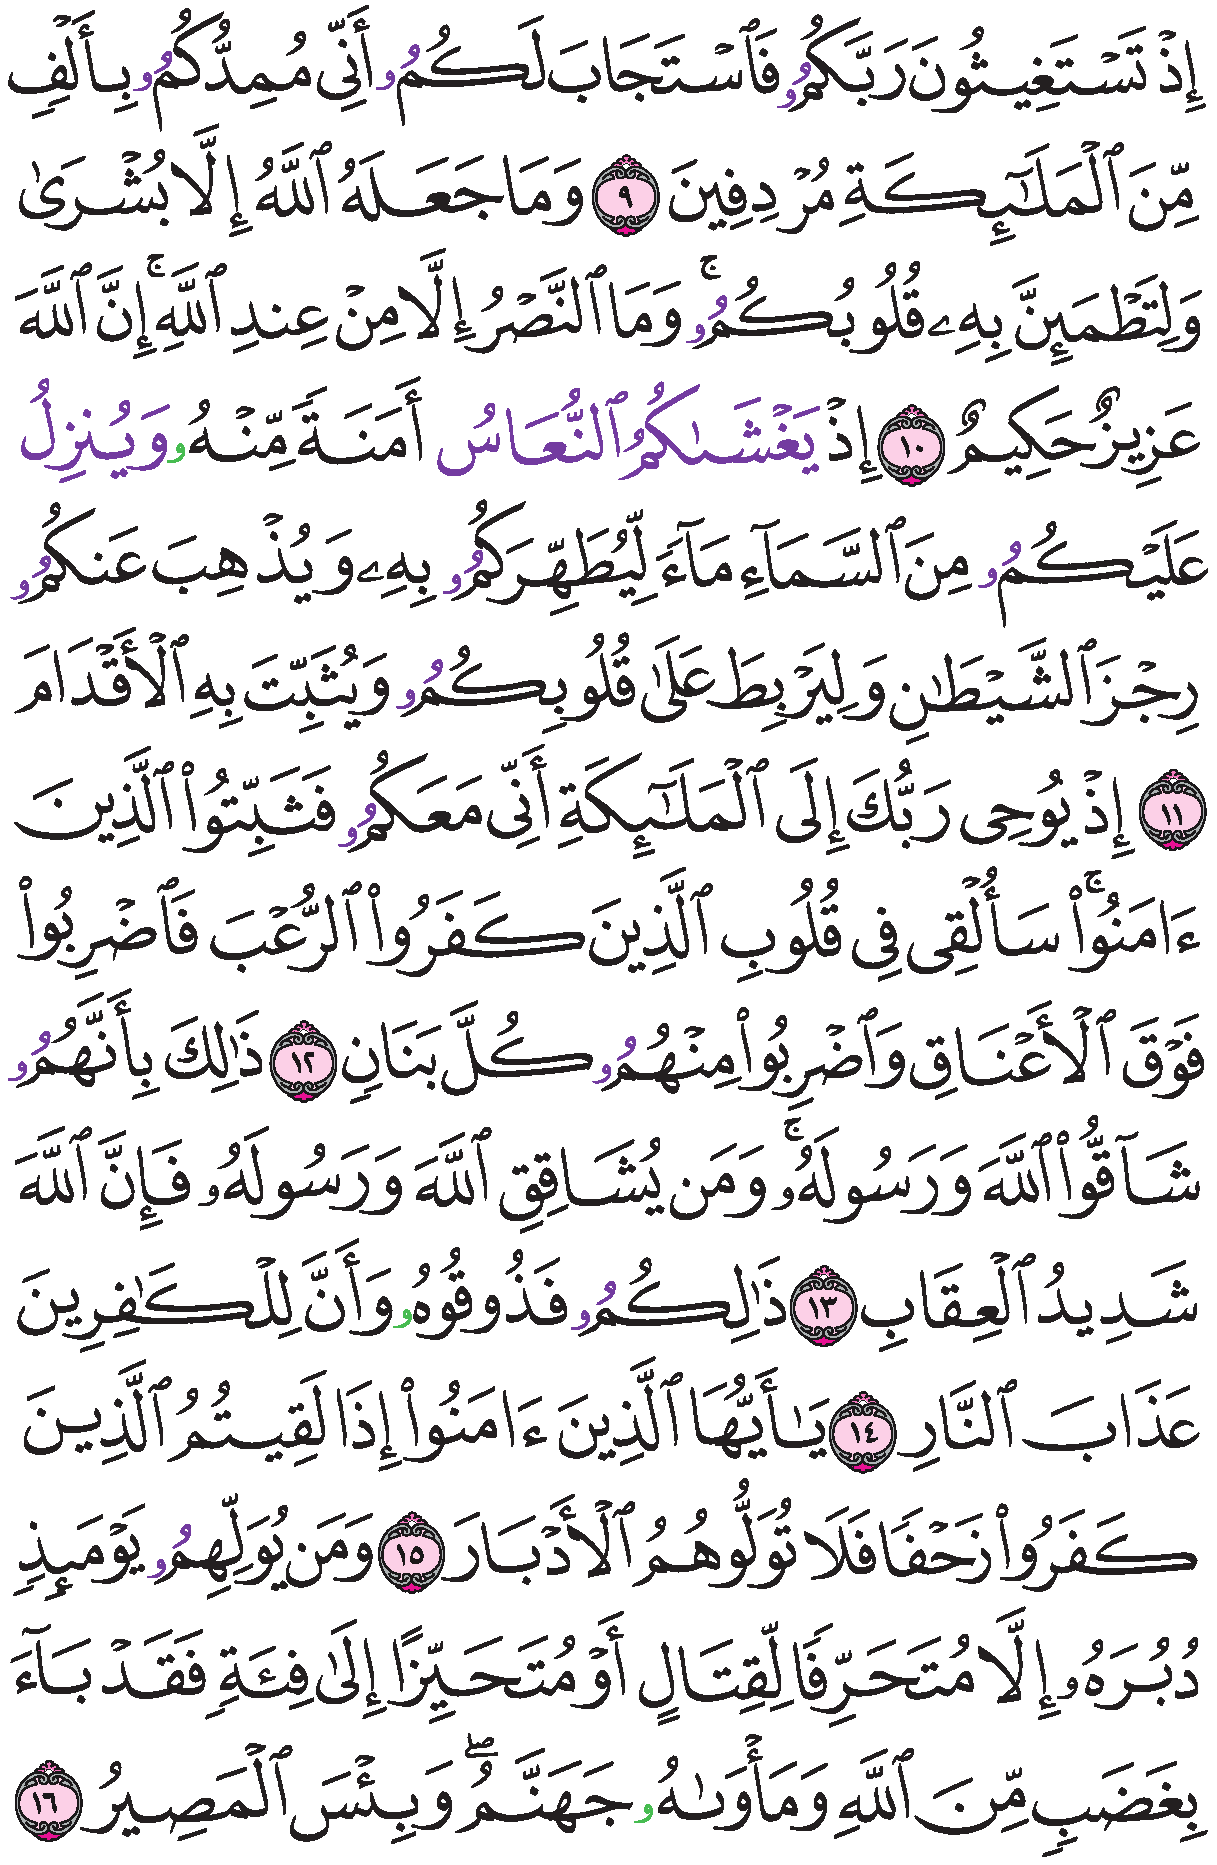 إِذْ تَسْتَغِيثُونَ رَبَّكُمُۥ فَٱسْتَجَابَ لَكُمُۥ أَنِّى مُمِدُّكُمُۥ بِأَلْفٍ
مِّنَ ٱلْمَلَـٰٓئِكَةِ مُرْدِفِينَ ٩ وَمَا جَعَلَهُ ٱللَّهُ إِلَّا بُشْرَىٰ
وَلِتَطْمَئِنَّ بِهِۦ قُلُوبُكُمُۥ ۚ وَمَا ٱلنَّصْرُ إِلَّا مِنْ عِندِ ٱللَّهِ ۚ إِنَّ ٱللَّهَ
عَزِيزٌ حَكِيمٌ ١٠ إِذْ يَغْشَىٰكُمُ ٱلنُّعَاسُ أَمَنَةً مِّنْهُۥ وَيُنزِلُ
عَلَيْكُمُۥ مِنَ ٱلسَّمَآءِ مَآءً لِّيُطَهِّرَكُمُۥ بِهِۦ وَيُذْهِبَ عَنكُمُۥ
رِجْزَ ٱلشَّيْطَـٰنِ وَلِيَرْبِطَ عَلَىٰ قُلُوبِكُمُۥ وَيُثَبِّتَ بِهِ ٱلْأَقْدَامَ
١١ إِذْ يُوحِى رَبُّكَ إِلَى ٱلْمَلَـٰٓئِكَةِ أَنِّى مَعَكُمُۥ فَثَبِّتُوا۟ ٱلَّذِينَ
ءَامَنُوا۟ ۚ سَأُلْقِى فِى قُلُوبِ ٱلَّذِينَ كَفَرُوا۟ ٱلرُّعْبَ فَٱضْرِبُوا۟
فَوْقَ ٱلْأَعْنَاقِ وَٱضْرِبُوا۟ مِنْهُمُۥ كُلَّ بَنَانٍ ١٢ ذَٰلِكَ بِأَنَّهُمُۥ
شَآقُّوا۟ ٱللَّهَ وَرَسُولَهُۥ ۚ وَمَن يُشَاقِقِ ٱللَّهَ وَرَسُولَهُۥ فَإِنَّ ٱللَّهَ
شَدِيدُ ٱلْعِقَابِ ١٣ ذَٰلِكُمُۥ فَذُوقُوهُۥ وَأَنَّ لِلْكَـٰفِرِينَ
عَذَابَ ٱلنَّارِ ١٤ يَـٰٓأَيُّهَا ٱلَّذِينَ ءَامَنُوٓا۟ إِذَا لَقِيتُمُ ٱلَّذِينَ
كَفَرُوا۟ زَحْفًا فَلَا تُوَلُّوهُمُ ٱلْأَدْبَارَ ١٥ وَمَن يُوَلِّهِمُۥ يَوْمَئِذٍ
دُبُرَهُۥ إِلَّا مُتَحَرِّفًا لِّقِتَالٍ أَوْ مُتَحَيِّزًا إِلَىٰ فِئَةٍ فَقَدْ بَآءَ
بِغَضَبٍ مِّنَ ٱللَّهِ وَمَأْوَىٰهُۥ جَهَنَّمُ ۖ وَبِئْسَ ٱلْمَصِيرُ ١٦